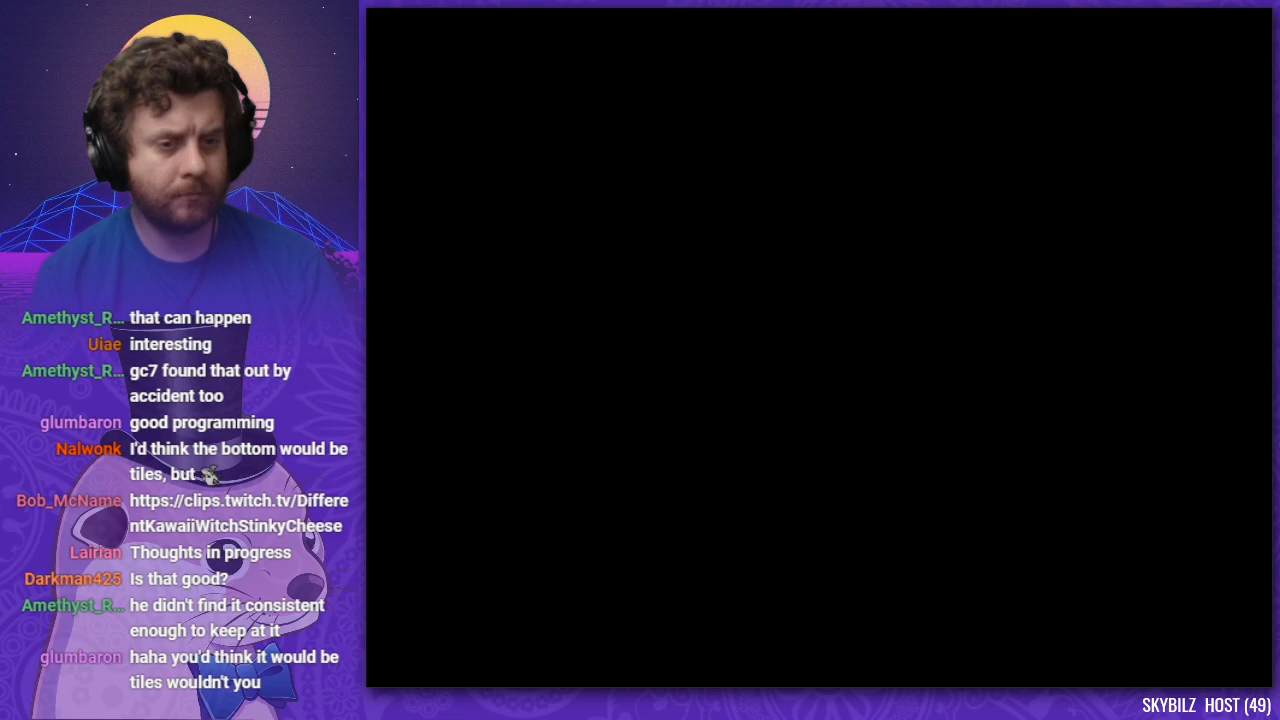 Amethyst_R... that can happen
Uiae interesting
Amethyst_R... gc7 found that out by
accident too
glumbaron good programming
Nalwonk I'd think the bottom would be
tiles, but
Bob_McName https://clips.twitch.tv/Differe
ntKawaiiWitchStinkyCheese
Lairian Thoughts in progress
Darkman425 Is that good?
Amethyst_R... he didn't find it consistent
enough to keep at it
glumbaron haha you'd think it would be
tiles wouldn't you
SKYBILZ HOST (49)